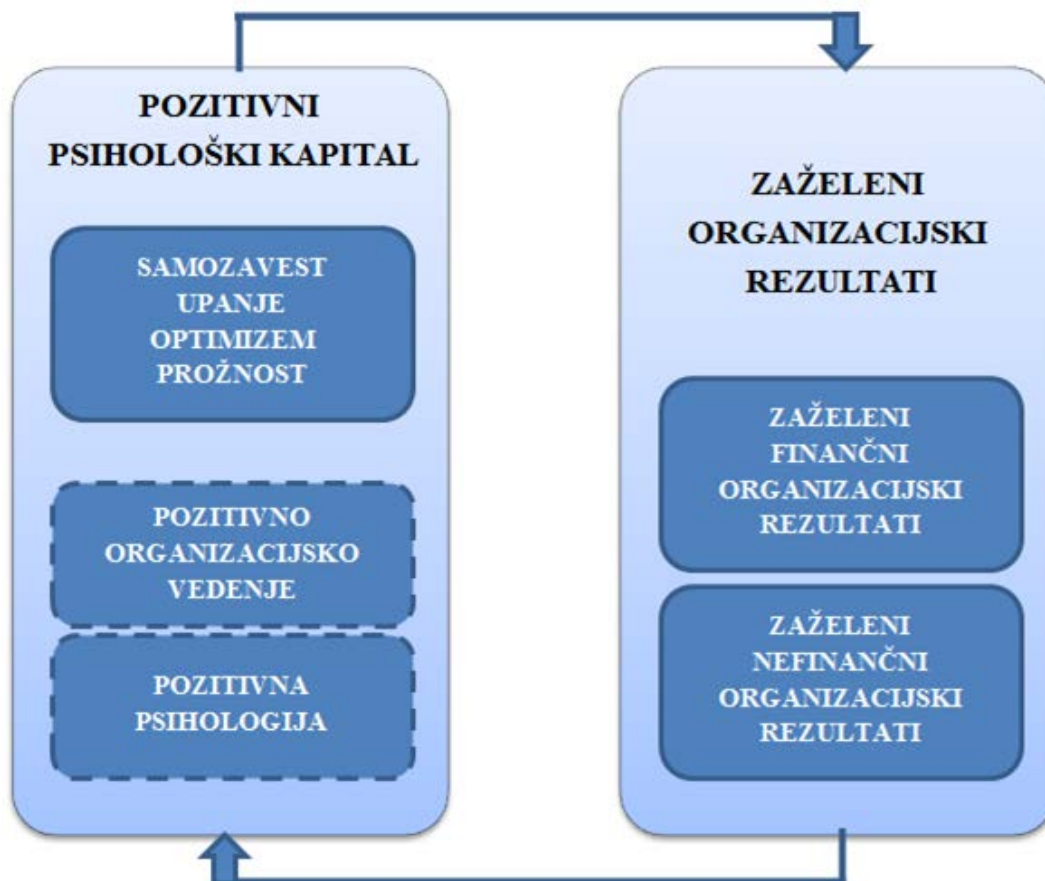 POZITIVNI
PSIHOLOŠKI KAPITAL
SAMOZAVEST
UPANJE
OPTIMIZEM
PROŽNOST
POZITIVNO
ORGANIZACIJSKO
VEDENJE
POZITIVNA
PSIHOLOGIJA
ZAŽELENI
ORGANIZACIJSKI
REZULTATI
ZAŽELENI
FINANČNI
ORGANIZACIJSKI
REZULTATI
ZAŽELENI
NEFINANČNI
ORGANIZACIJSKI
REZULTATI